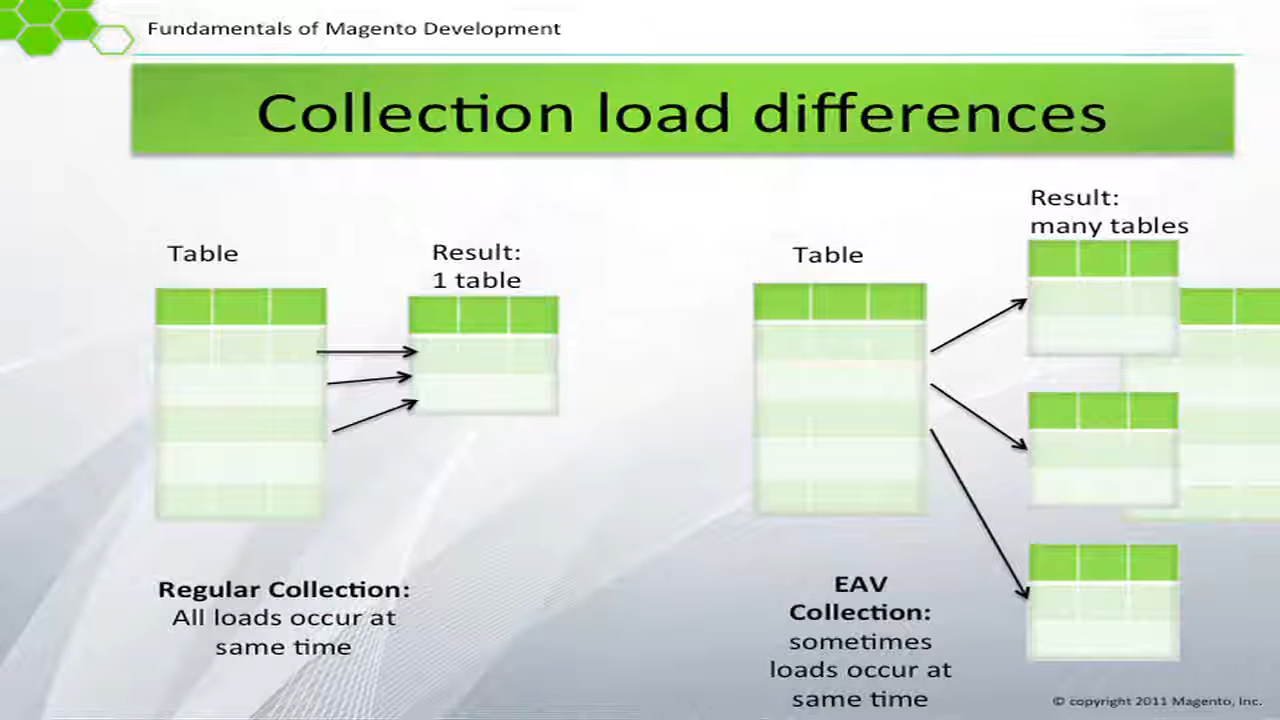 Fundamentals of Magento Development
Collection load differences
Table
Result:
1 table
Regular Collection:
All loads occur at
same time
Table
Result:
many tables
EAV
Collection:
sometimes
loads occur at
same time
© copyright 2011 Magento, Inc.